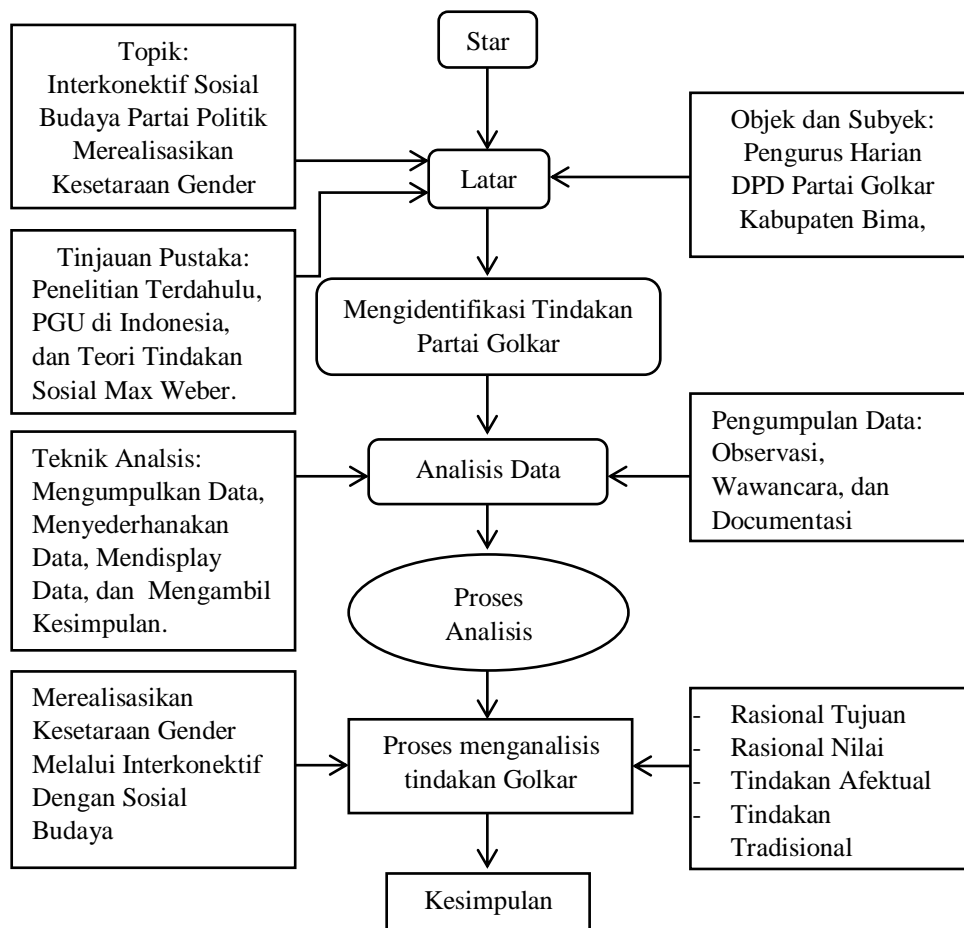 Star
Topik:
Interkonektif Sosial
Budaya Partai Politik
Merealisasikan
Kesetaraan Gender
Objek dan Subyek:
Pengurus Harian
DPD Partai Golkar
Kabupaten Bima,
Latar
Tinjauan Pustaka:
Penelitian Terdahulu,
PGU di Indonesia,
dan Teori Tindakan
Sosial Max Weber.
Mengidentifikasi Tindakan
Partai Golkar
Teknik Analsis:
Mengumpulkan Data,
Menyederhanakan
Data, Mendisplay
Data, dan Mengambil
Kesimpulan.
Analisis Data
Pengumpulan Data:
Observasi,
Wawancara, dan
Documentasi
Proses
Analisis
Merealisasikan
Kesetaraan Gender
Melalui Interkonektif
Dengan Sosial
Budaya
Proses menganalisis
tindakan Golkar
- Rasional Tujuan
- Rasional Nilai
- Tindakan Afektual
- Tindakan
Tradisional
Kesimpulan